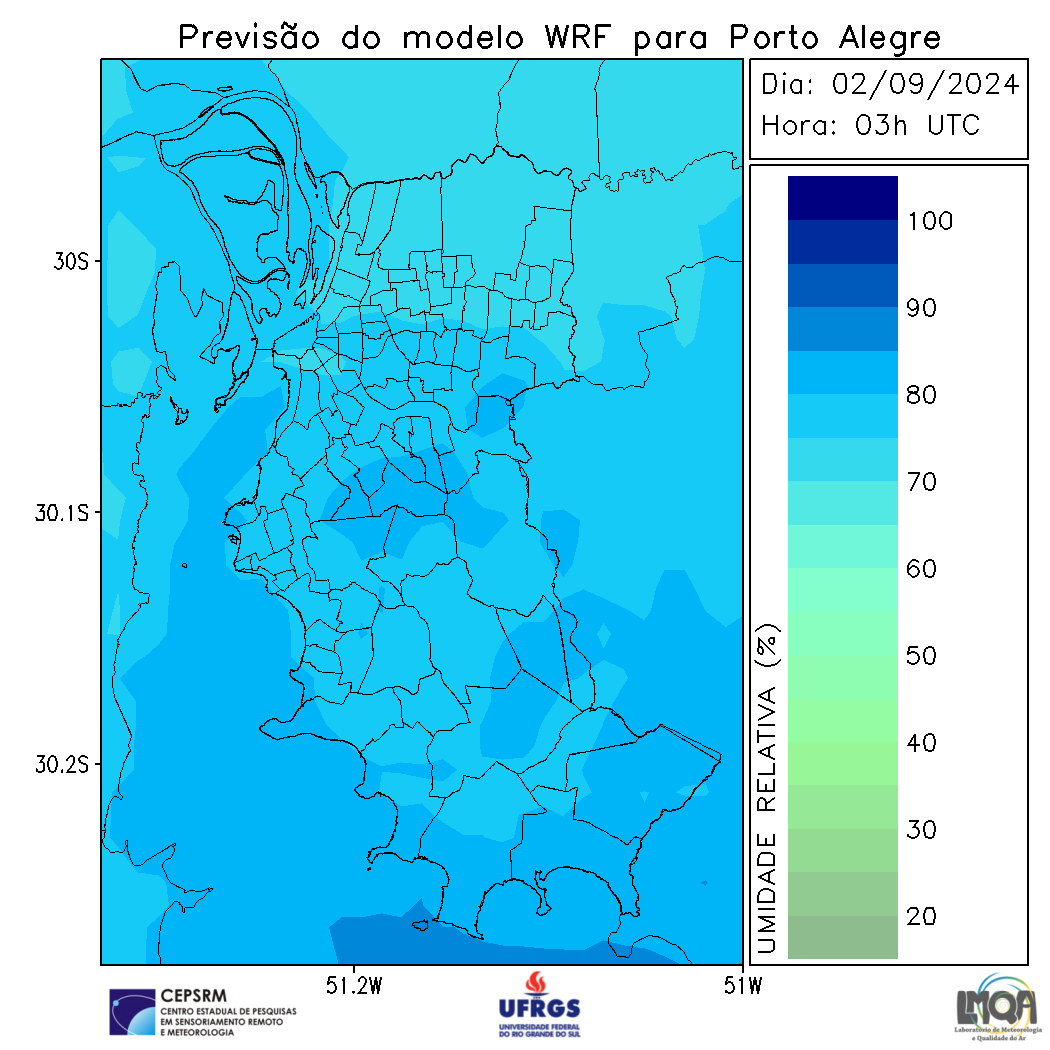 Previsão do modelo WRF para Porto Alegre
Dia: 02/09/2024
Hora: 03h UTC
100
90
80
70
60
50
40
30
20
UMIDADE RELATIVA (%)
30S
30.1S
30.2S
51.2W
51W
CEPSRM
CENTRO ESTADUAL DE PESQUISAS
EM SENSORIAMENTO REMOTO
E METEOROLOGIA
UFRGS
UNIVERSIDADE FEDERAL
DO RIO GRANDE DO SUL
LMQA
Laboratório de Meteorologia
e Qualidade do Ar